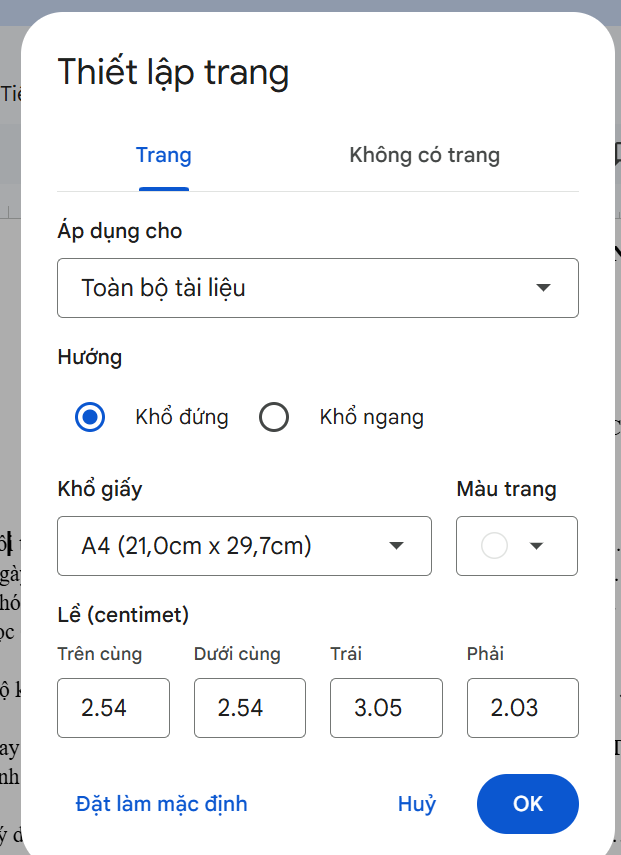 Thiết lập trang
Trang Không có trang
Áp dụng cho
Toàn bộ tài liệu
Hướng
Khổ đứng Khổ ngang
Khổ giấy Màu trang
A4 (21,0cm x 29,7cm)
Lề (centimet)
Trên cùng Dưới cùng Trái Phải
2.54 2.54 3.05 2.03
Đặt làm mặc định Huỷ OK